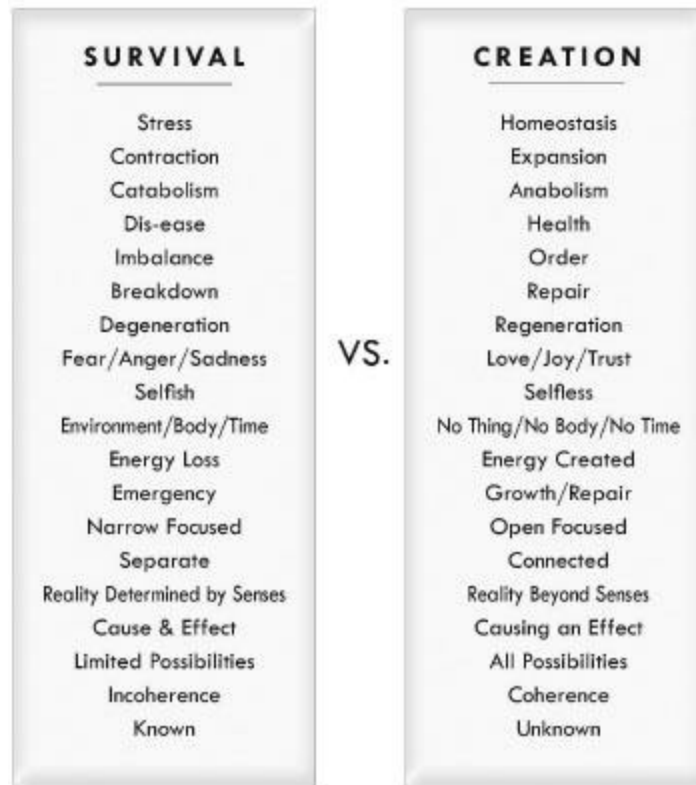 SURVIVAL
Stress
Contraction
Catabolism
Dis-ease
Imbalance
Breakdown
Degeneration
Fear/Anger/Sadness
Selfish
Environment/Body/Time
Energy Loss
Emergency
Narrow Focused
Separate
Reality Determined by Senses
Cause & Effect
Limited Possibilities
Incoherence
Known
VS.
CREATION
Homeostasis
Expansion
Anabolism
Health
Order
Repair
Regeneration
Love/Joy/Trust
Selfless
No Thing/No Body/No Time
Energy Created
Growth/Repair
Open Focused
Connected
Reality Beyond Senses
Causing an Effect
All Possibilities
Coherence
Unknown